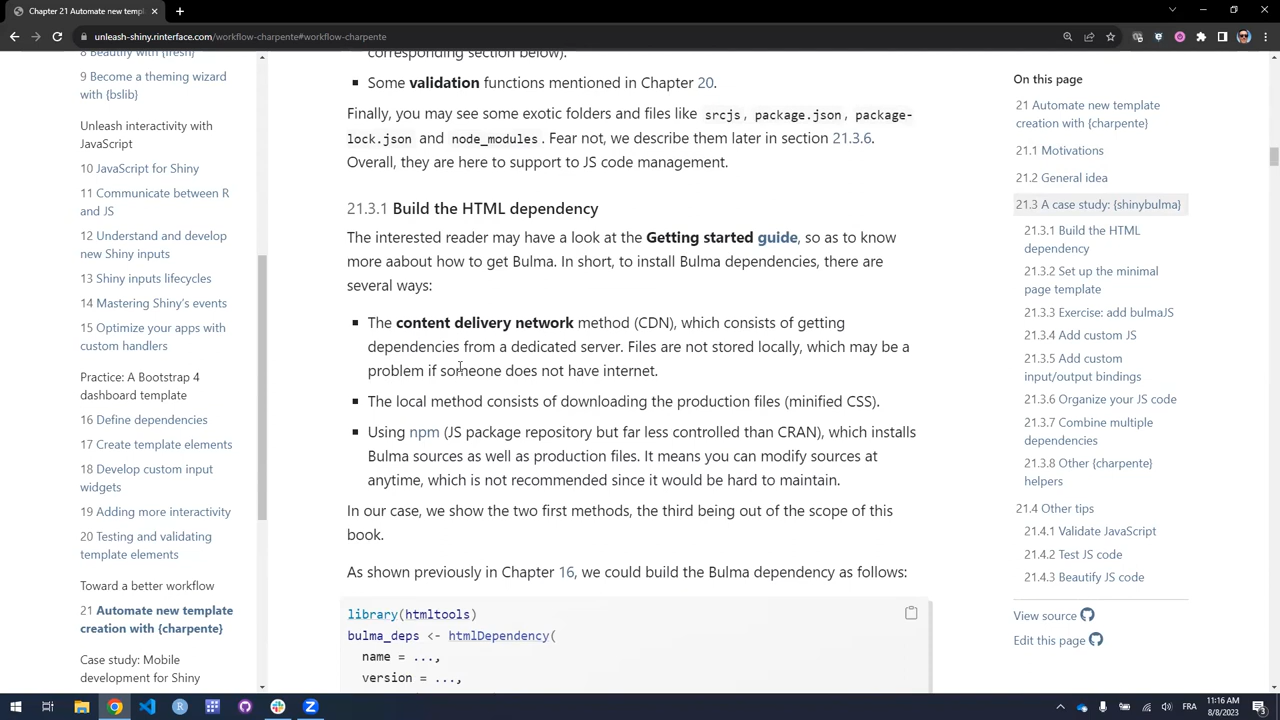 Chapter 21 Automate new templ
unleash-shiny.rinterface.com/workflow-charpente#workflow-charpente
8 Beautify with {fresh}
9 Become a theming wizard
with {bslib}
Unleash interactivity with
JavaScript
10 JavaScript for Shiny
11 Communicate between R
and JS
12 Understand and develop
new Shiny inputs
13 Shiny inputs lifecycles
14 Mastering Shiny's events
15 Optimize your apps with
custom handlers
Practice: A Bootstrap 4
dashboard template
16 Define dependencies
17 Create template elements
18 Develop custom input
widgets
19 Adding more interactivity
20 Testing and validating
template elements
Toward a better workflow
21 Automate new template
creation with {charpente}
Case study: Mobile
development for Shiny
corresponding section below).
Some validation functions mentioned in Chapter 20.
Finally, you may see some exotic folders and files like srcjs, package.json, package-
lock.json and node_modules. Fear not, we describe them later in section 21.3.6.
Overall, they are here to support to JS code management.
21.3.1 Build the HTML dependency
The interested reader may have a look at the Getting started guide, so as to know
more aabout how to get Bulma. In short, to install Bulma dependencies, there are
several ways:
The content delivery network method (CDN), which consists of getting
dependencies from a dedicated server. Files are not stored locally, which may be a
problem if someone does not have internet.
The local method consists of downloading the production files (minified CSS).
Using npm (JS package repository but far less controlled than CRAN), which installs
Bulma sources as well as production files. It means you can modify sources at
anytime, which is not recommended since it would be hard to maintain.
In our case, we show the two first methods, the third being out of the scope of this
book.
As shown previously in Chapter 16, we could build the Bulma dependency as follows:
library(htmltools)
bulma_deps <- htmlDependency(
name = ...,
version = ...,
On this page
21 Automate new template
creation with {charpente}
21.1 Motivations
21.2 General idea
21.3 A case study: {shinybulma}
21.3.1 Build the HTML
dependency
21.3.2 Set up the minimal
page template
21.3.3 Exercise: add bulmaJS
21.3.4 Add custom JS
21.3.5 Add custom
input/output bindings
21.3.6 Organize your JS code
21.3.7 Combine multiple
dependencies
21.3.8 Other {charpente}
helpers
21.4 Other tips
21.4.1 Validate JavaScript
21.4.2 Test JS code
21.4.3 Beautify JS code
View source
Edit this page
FRA
11:16 AM
8/8/2023